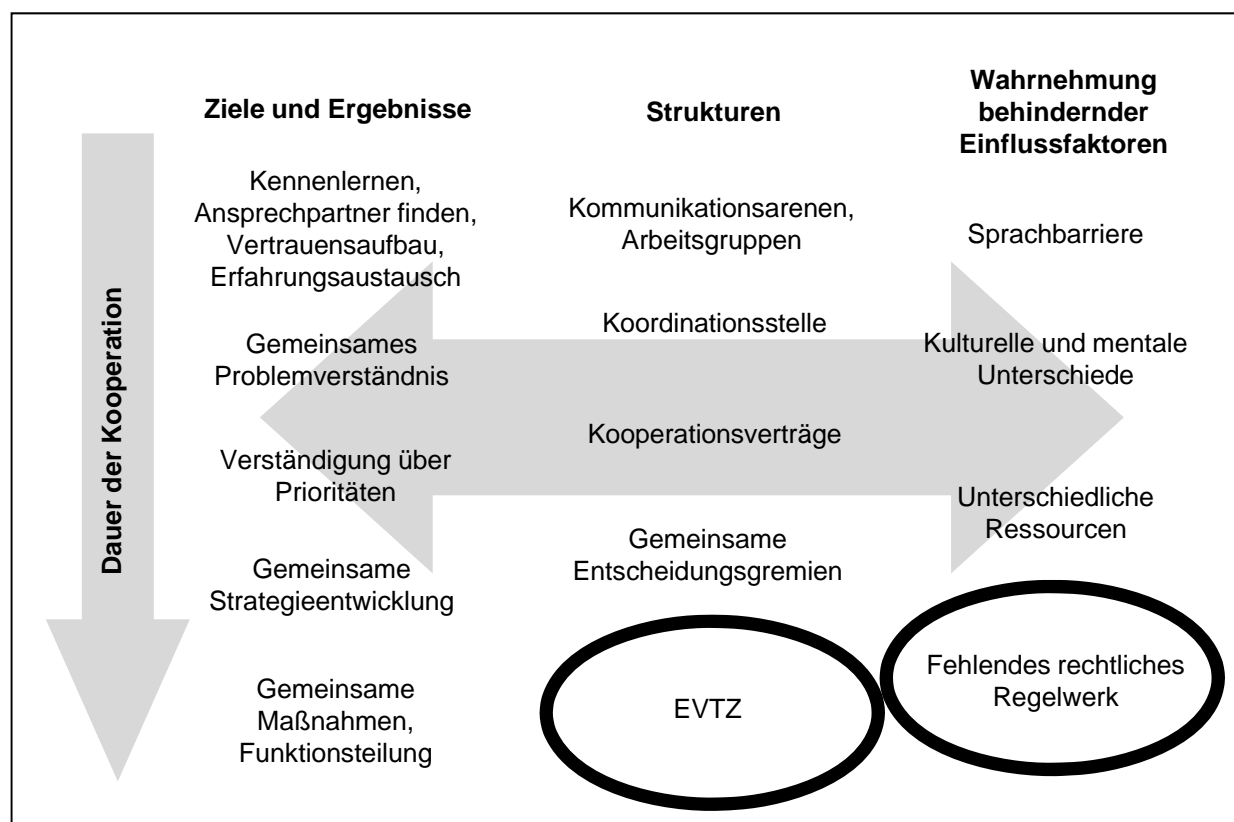 Ziele und Ergebnisse
Strukturen
Wahrnehmung
behindernder
Einflussfaktoren
Dauer der Kooperation
Kennenlernen,
Ansprechpartner finden,
Vertrauensaufbau,
Erfahrungsaustausch
Kommunikationsarenen,
Arbeitsgruppen
Sprachbarriere
Gemeinsames
Problemverständnis
Koordinationsstelle
Kulturelle und mentale
Unterschiede
Verständigung über
Prioritäten
Kooperationsverträge
Unterschiedliche
Ressourcen
Gemeinsame
Strategieentwicklung
Gemeinsame
Entscheidungsgremien
Gemeinsame
Maßnahmen,
Funktionsteilung
EVTZ
Fehlendes rechtliches
Regelwerk